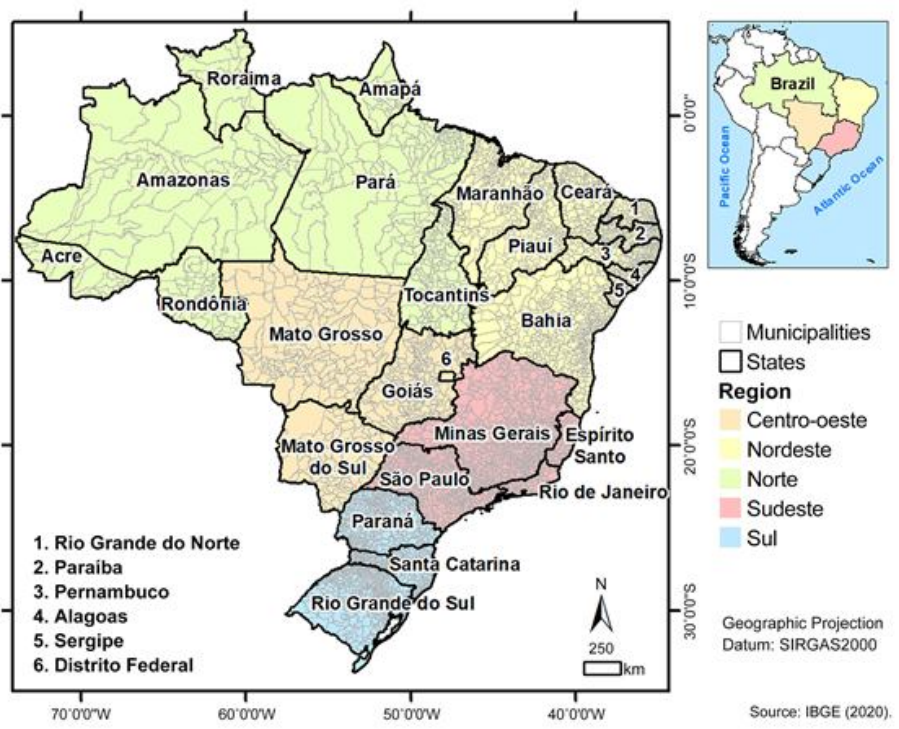 Roraima
Amapá
Amazonas
Pará
Maranhão
Ceará
1
2
Piauí
3
Acre
4
5
Rondônia
Tocantins
Mato Grosso
Bahia
6
Goiás
Minas Gerais
Espírito
Santo
Mato Grosso
do Sul
São Paulo
Rio de Janeiro
Paraná
Santa Catarina
Rio Grande do Sul
1. Rio Grande do Norte
2. Paraiba
3. Pernambuco
4. Alagoas
5. Sergipe
6. Distrito Federal
N
250
km
70°0'0"W
60°0'0"W
50°0'0"W
40°0'0"W
0°0'0"
10°0'0"S
20°0'0"S
30°0'0"S
Brazil
Pacific Ocean
Atlantic Ocean
Municipalities
States
Region
Centro-oeste
Nordeste
Norte
Sudeste
Sul
Geographic Projection
Datum: SIRGAS2000
Source: IBGE (2020).